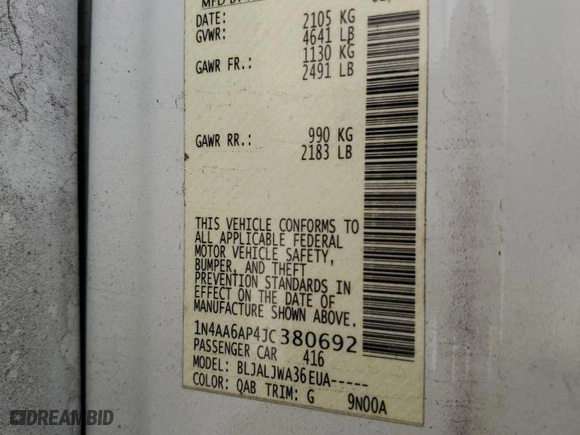 DATE: 2105 KG
GVWR: 4641 LB
GAWR FR.: 1130 KG
2491 LB
GAWR RR.: 990 KG
2183 LB
THIS VEHICLE CONFORMS TO
ALL APPLICABLE FEDERAL
MOTOR VEHICLE SAFETY,
BUMPER, AND THEFT
PREVENTION STANDARDS IN
EFFECT ON THE DATE OF
MANUFACTURE SHOWN ABOVE.
1N4AA6AP4JC380692
PASSENGER CAR 416
MODEL: BLJALJWA36EUA-----
COLOR: QAB TRIM: G 9N00A
DREAMBID